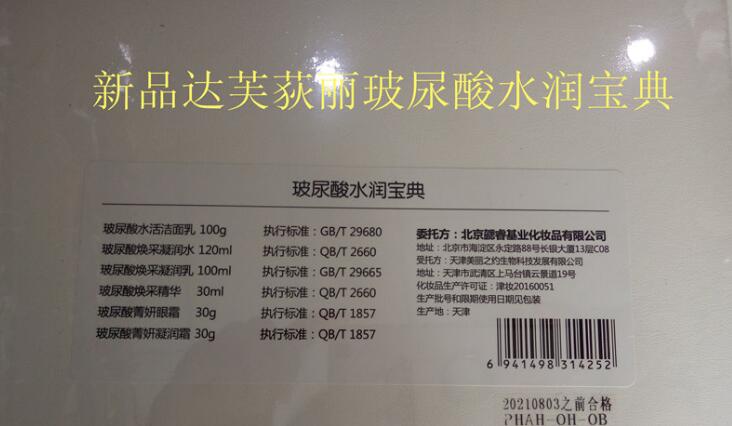 新品达芙荻丽玻尿酸水润宝典
玻尿酸水润宝典
玻尿酸水活洁面乳 100g 执行标准：GB/T 29680
玻尿酸焕采凝润水 120ml 执行标准：QB/T 2660
玻尿酸焕采凝润乳 100ml 执行标准：GB/T 29665
玻尿酸焕采精华 30ml 执行标准：QB/T 2660
玻尿酸菁妍眼霜 30g 执行标准：QB/T 1857
玻尿酸菁妍凝润霜 30g 执行标准：QB/T 1857
委托方：北京勰睿基业化妆品有限公司
地址：北京市海淀区永定路88号长银大厦13层C08
受托方：天津美丽之约生物科技发展有限公司
地址：天津市武清区上马台镇云景道19号
化妆品生产许可证：津妆20160051
生产批号和限期使用日期见包装
生产地：天津
6 941498 314252
20210803之前合格
PHAH-OH-OB